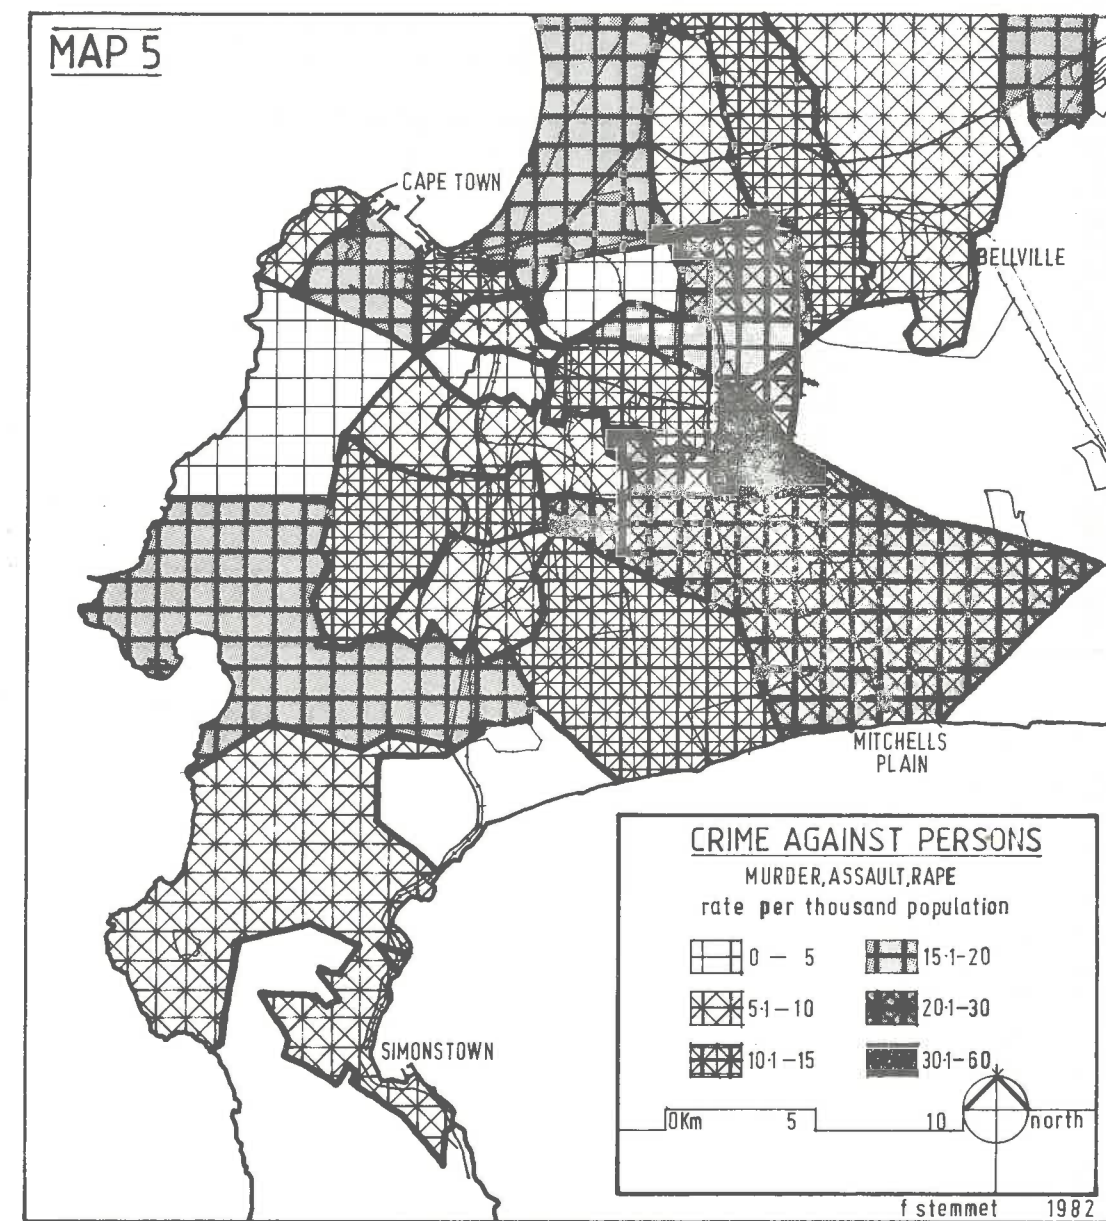 MAP 5
CAPE TOWN
BELLVILLE
MITCHELLS
PLAIN
SIMONSTOWN
CRIME AGAINST PERSONS
MURDER, ASSAULT, RAPE
rate per thousand population
0 — 5
15·1–20
5·1 – 10
20·1–30
10·1 – 15
30·1–60
0Km 5 10
north
f stemmet 1982